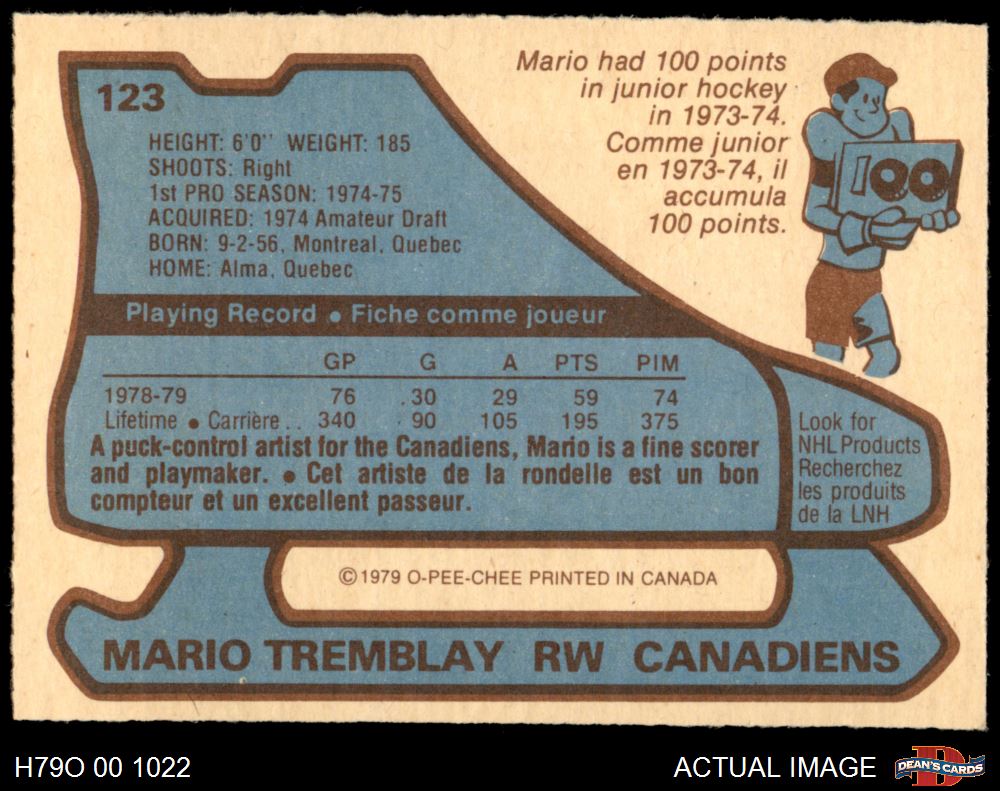 123
HEIGHT: 6'0" WEIGHT: 185
SHOOTS: Right
1st PRO SEASON: 1974-75
ACQUIRED: 1974 Amateur Draft
BORN: 9-2-56, Montreal, Quebec
HOME: Alma, Quebec
Mario had 100 points
in junior hockey
in 1973-74.
Comme junior
en 1973-74, il
accumula
100 points.
100
Playing Record • Fiche comme joueur
GP G A PTS PIM
1978-79 76 30 29 59 74
Lifetime • Carrière . . 340 90 105 195 375
A puck-control artist for the Canadiens, Mario is a fine scorer
and playmaker. • Cet artiste de la rondelle est un bon
compteur et un excellent passeur.
Look for
NHL Products
Recherchez
les produits
de la LNH
© 1979 O-PEE-CHEE PRINTED IN CANADA
MARIO TREMBLAY RW CANADIENS
H79O 00 1022
ACTUAL IMAGE
D
DEAN'S CARDS